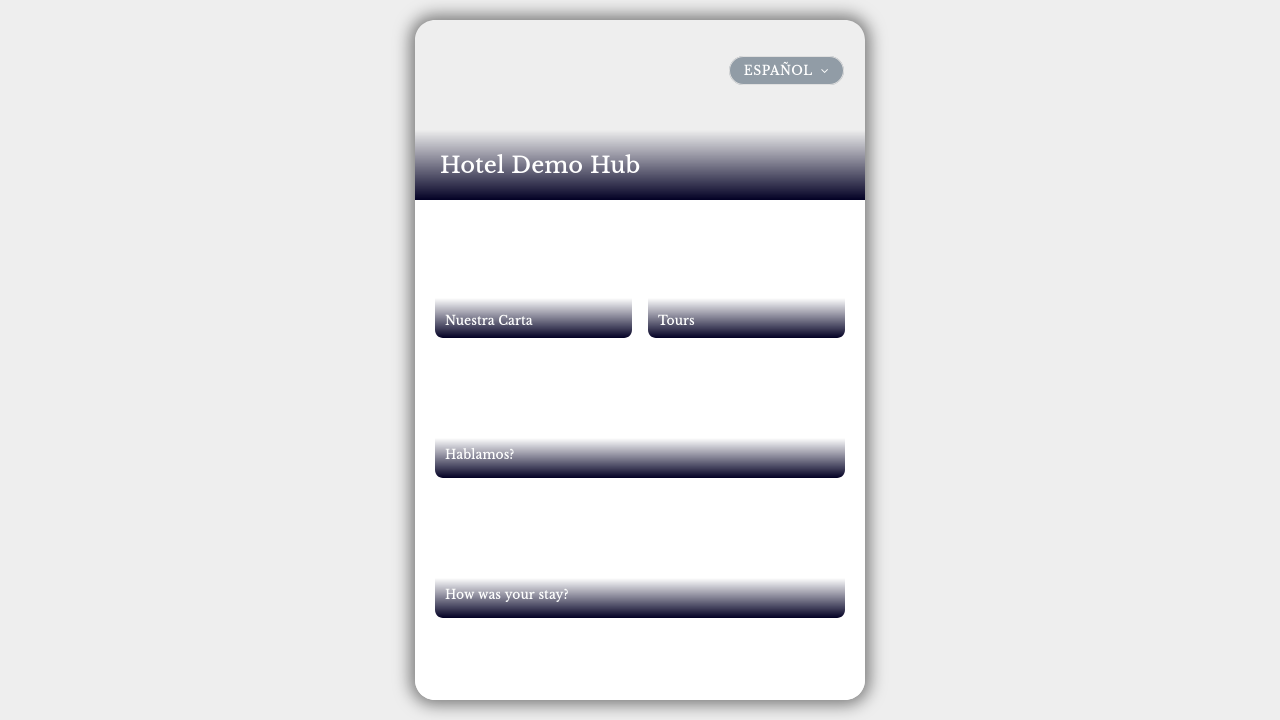 ESPAÑOL
Hotel Demo Hub
Nuestra Carta
Tours
Hablamos?
How was your stay?